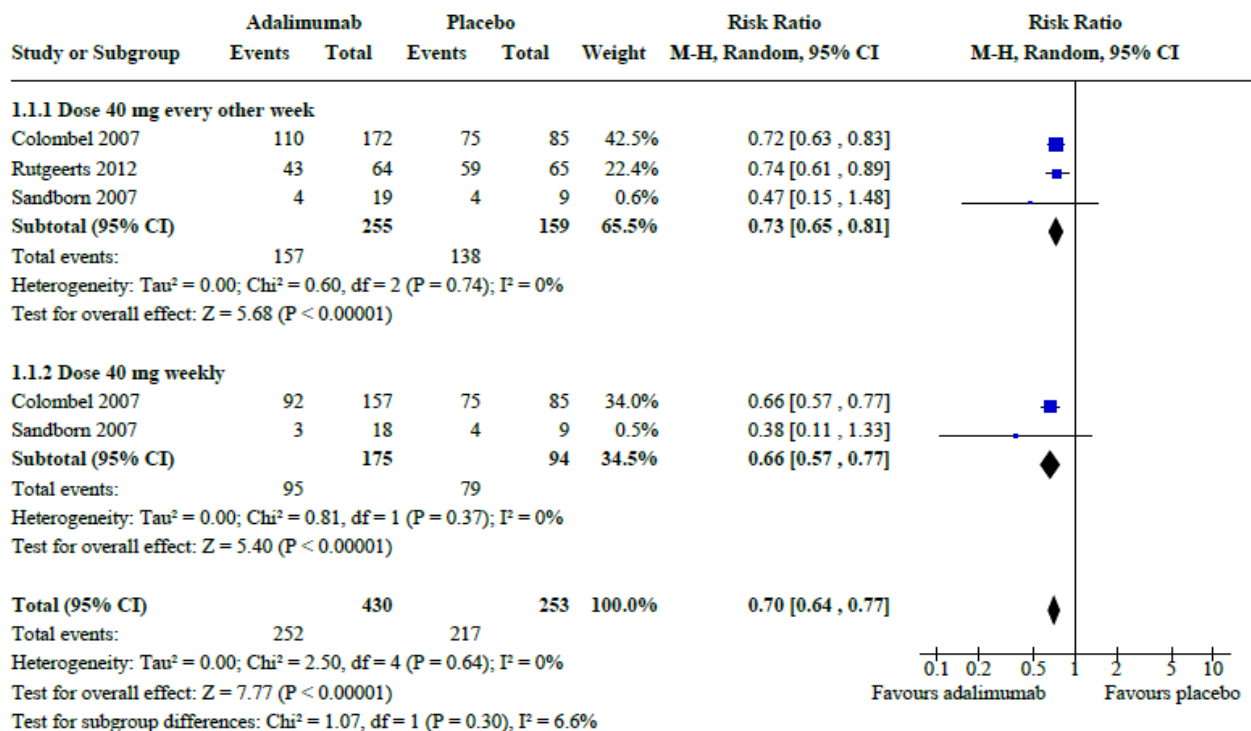 Adalimumab Placebo Risk Ratio Risk Ratio
Study or Subgroup Events Total Events Total Weight M-H, Random, 95% CI M-H, Random, 95% CI
1.1.1 Dose 40 mg every other week
Colombel 2007 110 172 75 85 42.5% 0.72 [0.63 , 0.83]
Rutgeerts 2012 43 64 59 65 22.4% 0.74 [0.61 , 0.89]
Sandborn 2007 4 19 4 9 0.6% 0.47 [0.15 , 1.48]
Subtotal (95% CI) 255 159 65.5% 0.73 [0.65 , 0.81]
Total events: 157 138
Heterogeneity: Tau² = 0.00; Chi² = 0.60, df = 2 (P = 0.74); I² = 0%
Test for overall effect: Z = 5.68 (P < 0.00001)
1.1.2 Dose 40 mg weekly
Colombel 2007 92 157 75 85 34.0% 0.66 [0.57 , 0.77]
Sandborn 2007 3 18 4 9 0.5% 0.38 [0.11 , 1.33]
Subtotal (95% CI) 175 94 34.5% 0.66 [0.57 , 0.77]
Total events: 95 79
Heterogeneity: Tau² = 0.00; Chi² = 0.81, df = 1 (P = 0.37); I² = 0%
Test for overall effect: Z = 5.40 (P < 0.00001)
Total (95% CI) 430 253 100.0% 0.70 [0.64 , 0.77]
Total events: 252 217
Heterogeneity: Tau² = 0.00; Chi² = 2.50, df = 4 (P = 0.64); I² = 0%
0.1 0.2 0.5 1 2 5 10
Test for overall effect: Z = 7.77 (P < 0.00001) Favours adalimumab Favours placebo
Test for subgroup differences: Chi² = 1.07, df = 1 (P = 0.30), I² = 6.6%